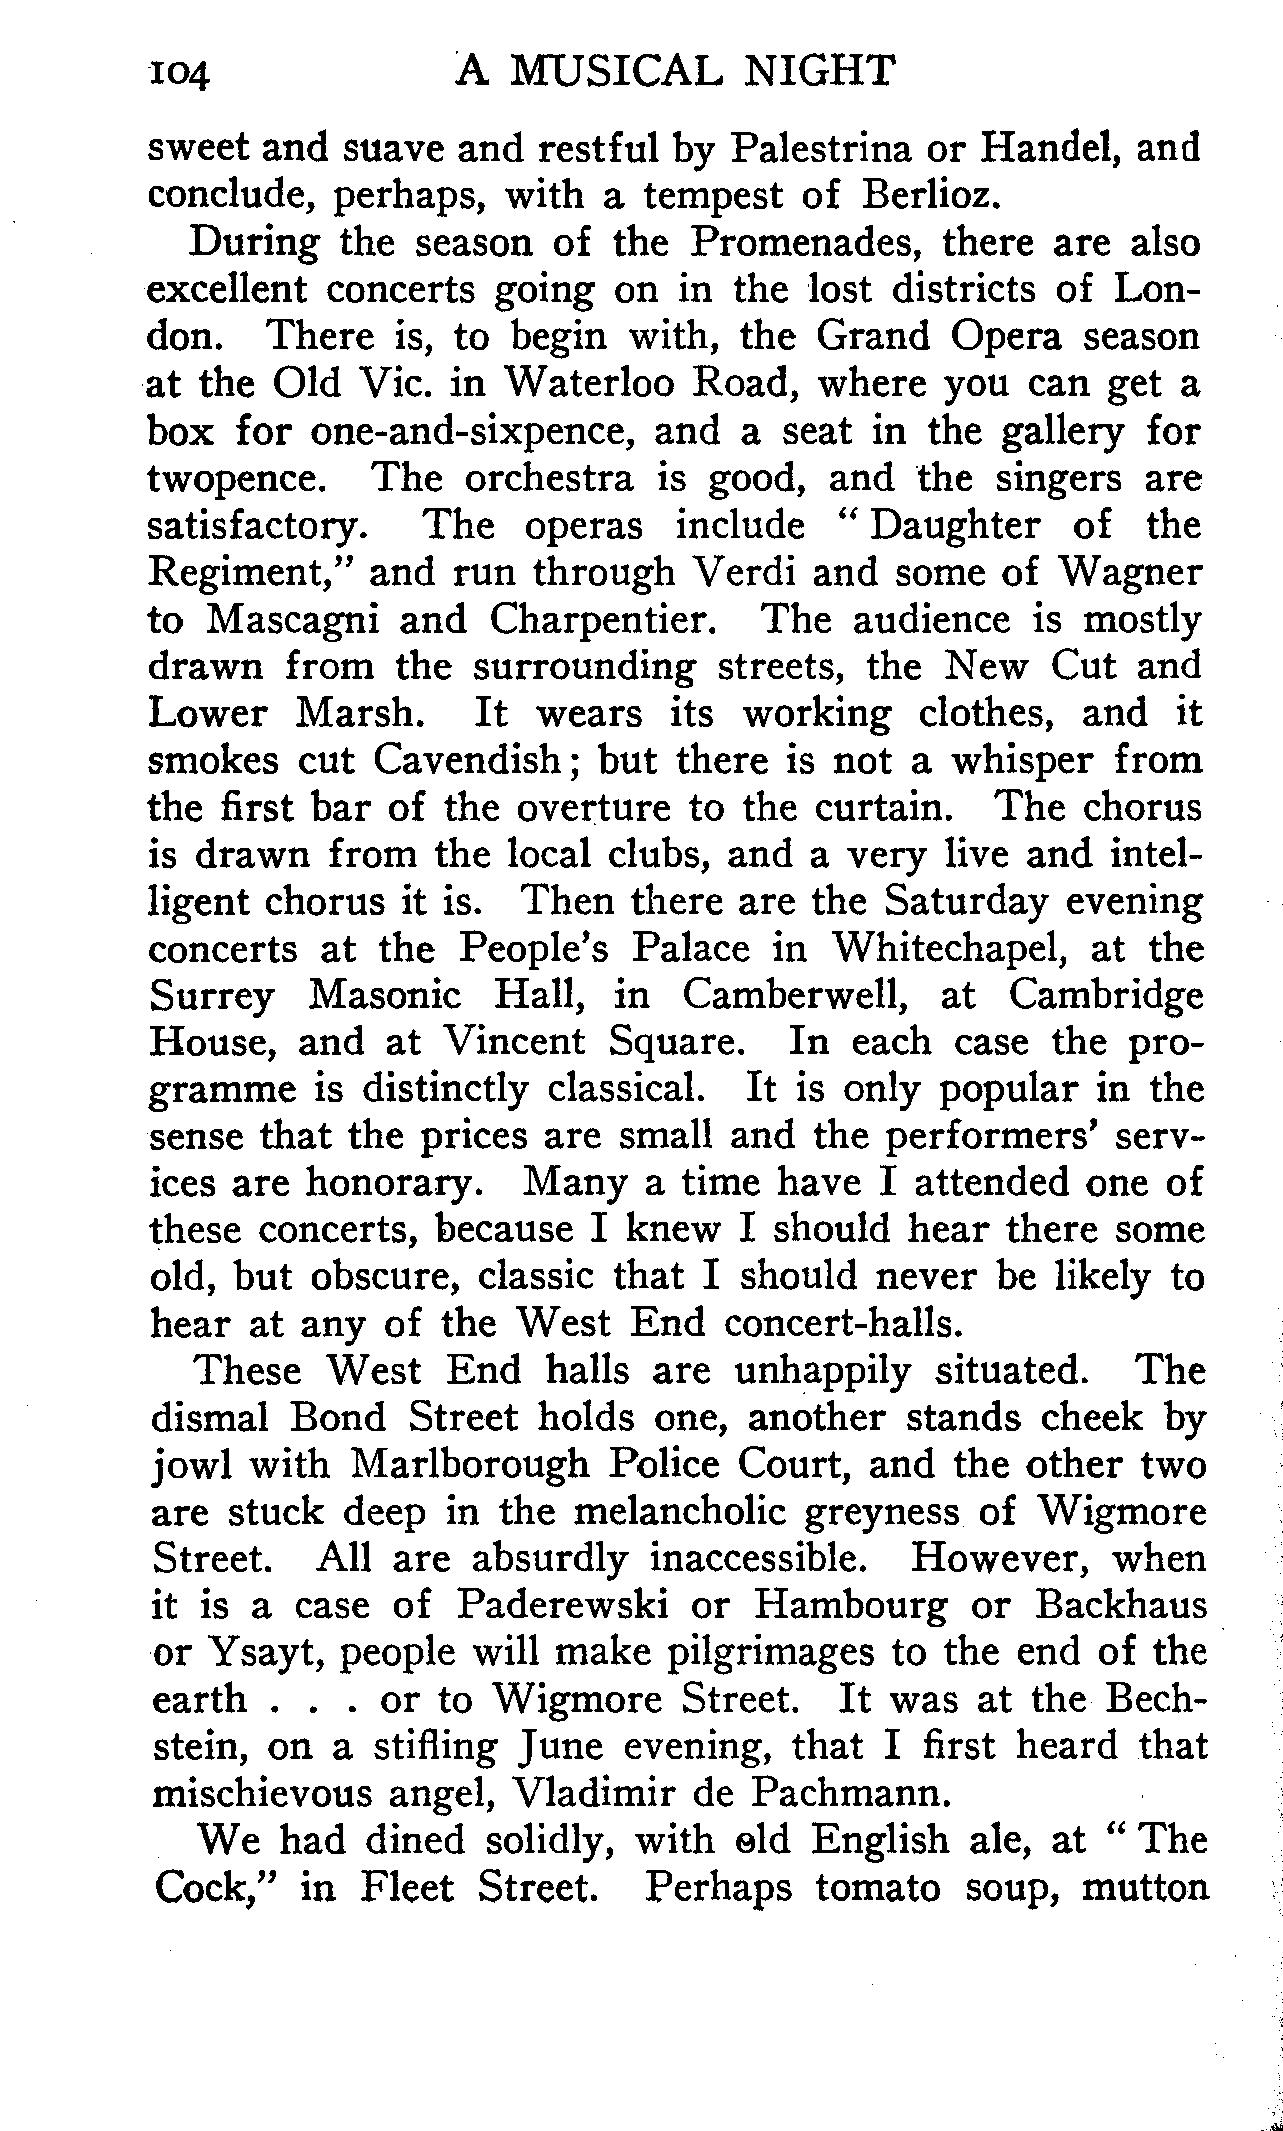 104 A MUSICAL NIGHT
sweet and suave and restful by Palestrina or Handel, and
conclude, perhaps, with a tempest of Berlioz.
During the season of the Promenades, there are also
excellent concerts going on in the lost districts of Lon-
don. There is, to begin with, the Grand Opera season
at the Old Vic. in Waterloo Road, where you can get a
box for one-and-sixpence, and a seat in the gallery for
twopence. The orchestra is good, and the singers are
satisfactory. The operas include “ Daughter of the
Regiment,” and run through Verdi and some of Wagner
to Mascagni and Charpentier. The audience is mostly
drawn from the surrounding streets, the New Cut and
Lower Marsh. It wears its working clothes, and it
smokes cut Cavendish; but there is not a whisper from
the first bar of the overture to the curtain. The chorus
is drawn from the local clubs, and a very live and intel-
ligent chorus it is. Then there are the Saturday evening
concerts at the People's Palace in Whitechapel, at the
Surrey Masonic Hall, in Camberwell, at Cambridge
House, and at Vincent Square. In each case the pro-
gramme is distinctly classical. It is only popular in the
sense that the prices are small and the performers' serv-
ices are honorary. Many a time have I attended one of
these concerts, because I knew I should hear there some
old, but obscure, classic that I should never be likely to
hear at any of the West End concert-halls.
These West End halls are unhappily situated. The
dismal Bond Street holds one, another stands cheek by
jowl with Marlborough Police Court, and the other two
are stuck deep in the melancholic greyness of Wigmore
Street. All are absurdly inaccessible. However, when
it is a case of Paderewski or Hambourg or Backhaus
or Ysayt, people will make pilgrimages to the end of the
earth . . . or to Wigmore Street. It was at the Bech-
stein, on a stifling June evening, that I first heard that
mischievous angel, Vladimir de Pachmann.
We had dined solidly, with old English ale, at “ The
Cock,” in Fleet Street. Perhaps tomato soup, mutton